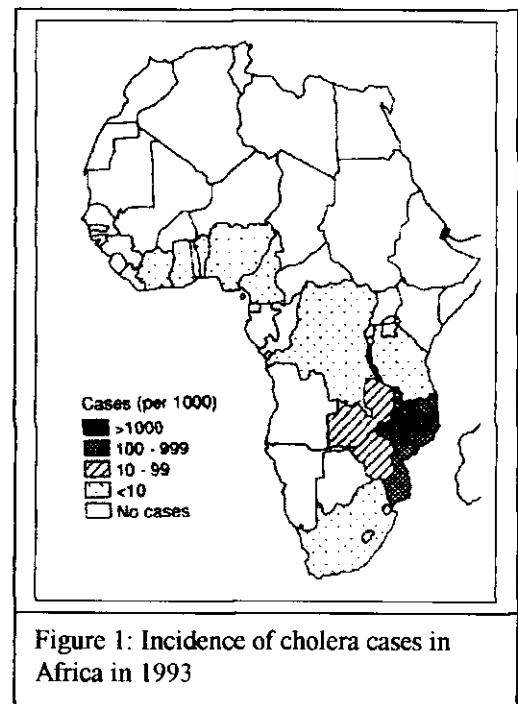 Cases (per 1000)
>1000
100 - 999
10 - 99
<10
No cases
Figure 1: Incidence of cholera cases in
Africa in 1993